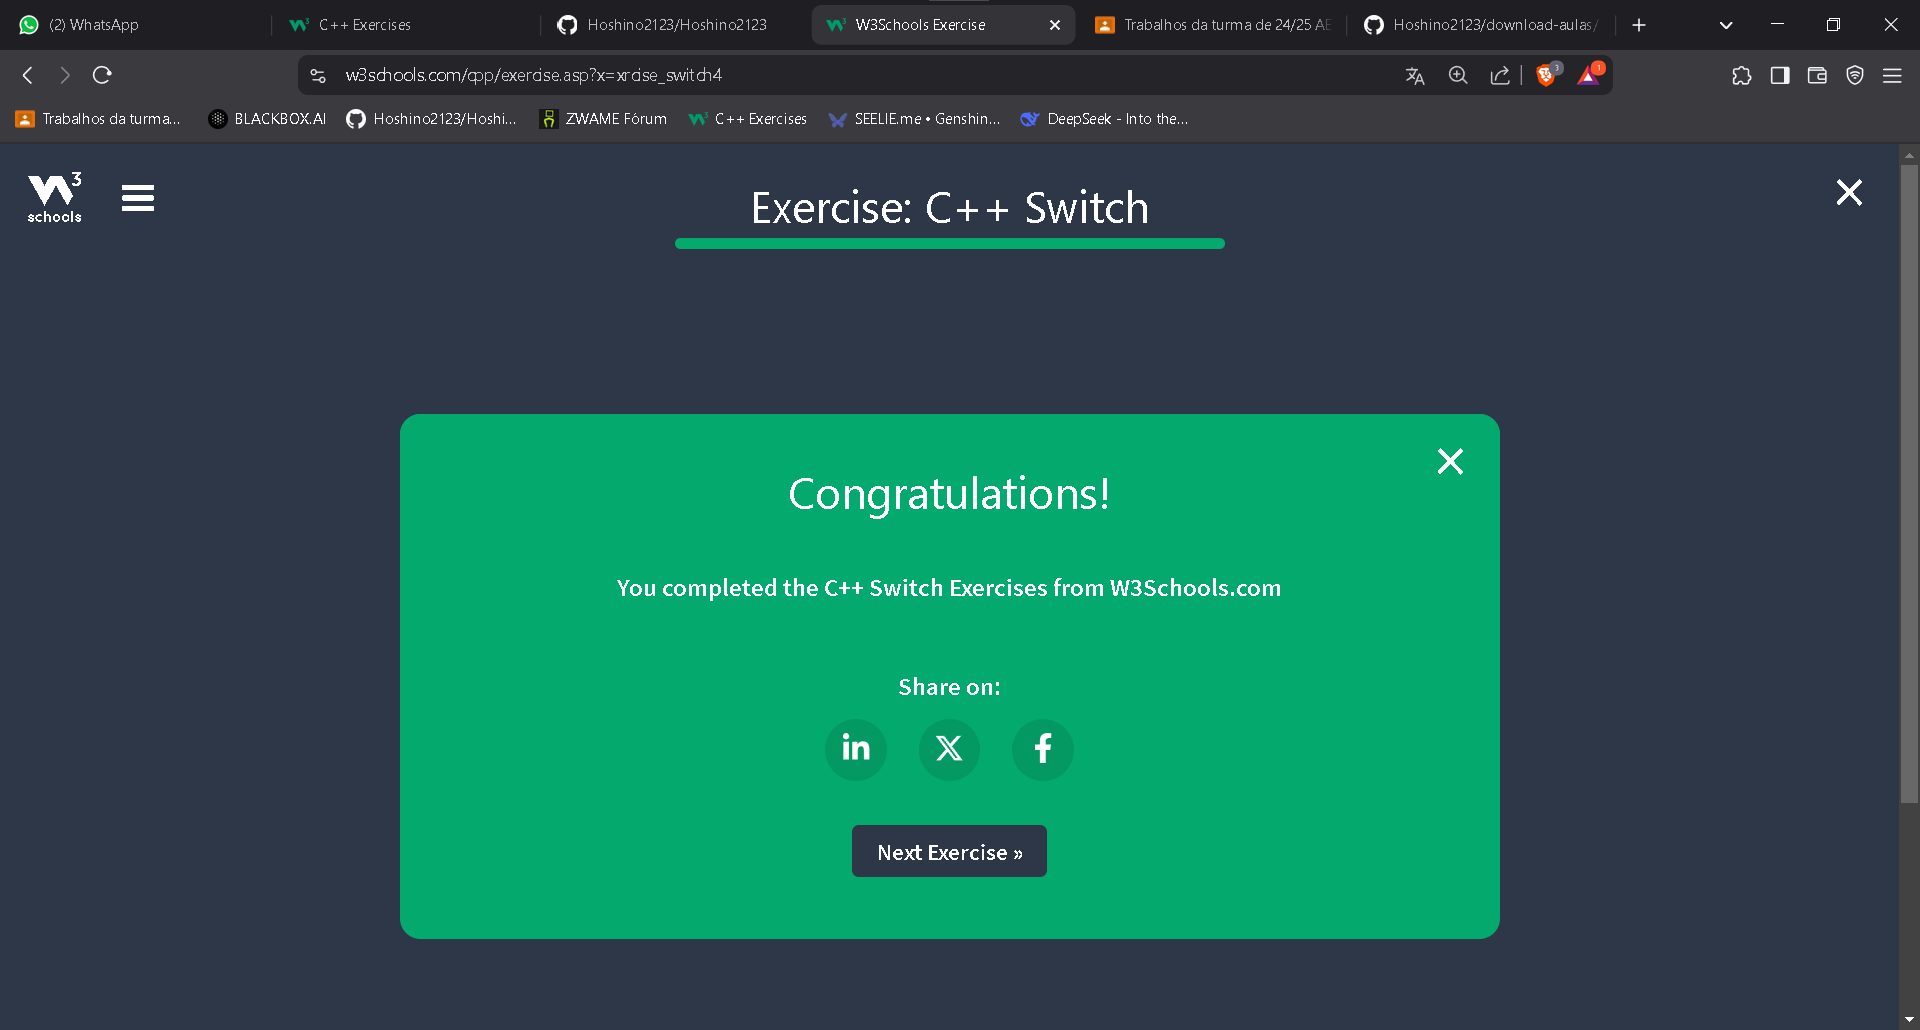 (2) WhatsApp
C++ Exercises
Hoshino2123/Hoshino2123
W3Schools Exercise
Trabalhos da turma de 24/25 AE
Hoshino2123/download-aulas/
w3schools.com/cpp/exercise.asp?x=xrcise_switch4
3
1
Trabalhos da turma...
BLACKBOX.AI
Hoshino2123/Hoshi...
ZWAME Fórum
C++ Exercises
SEELIE.me • Genshin...
DeepSeek - Into the...
W3
schools
Exercise: C++ Switch
Congratulations!
You completed the C++ Switch Exercises from W3Schools.com
Share on:
in
X
f
Next Exercise »